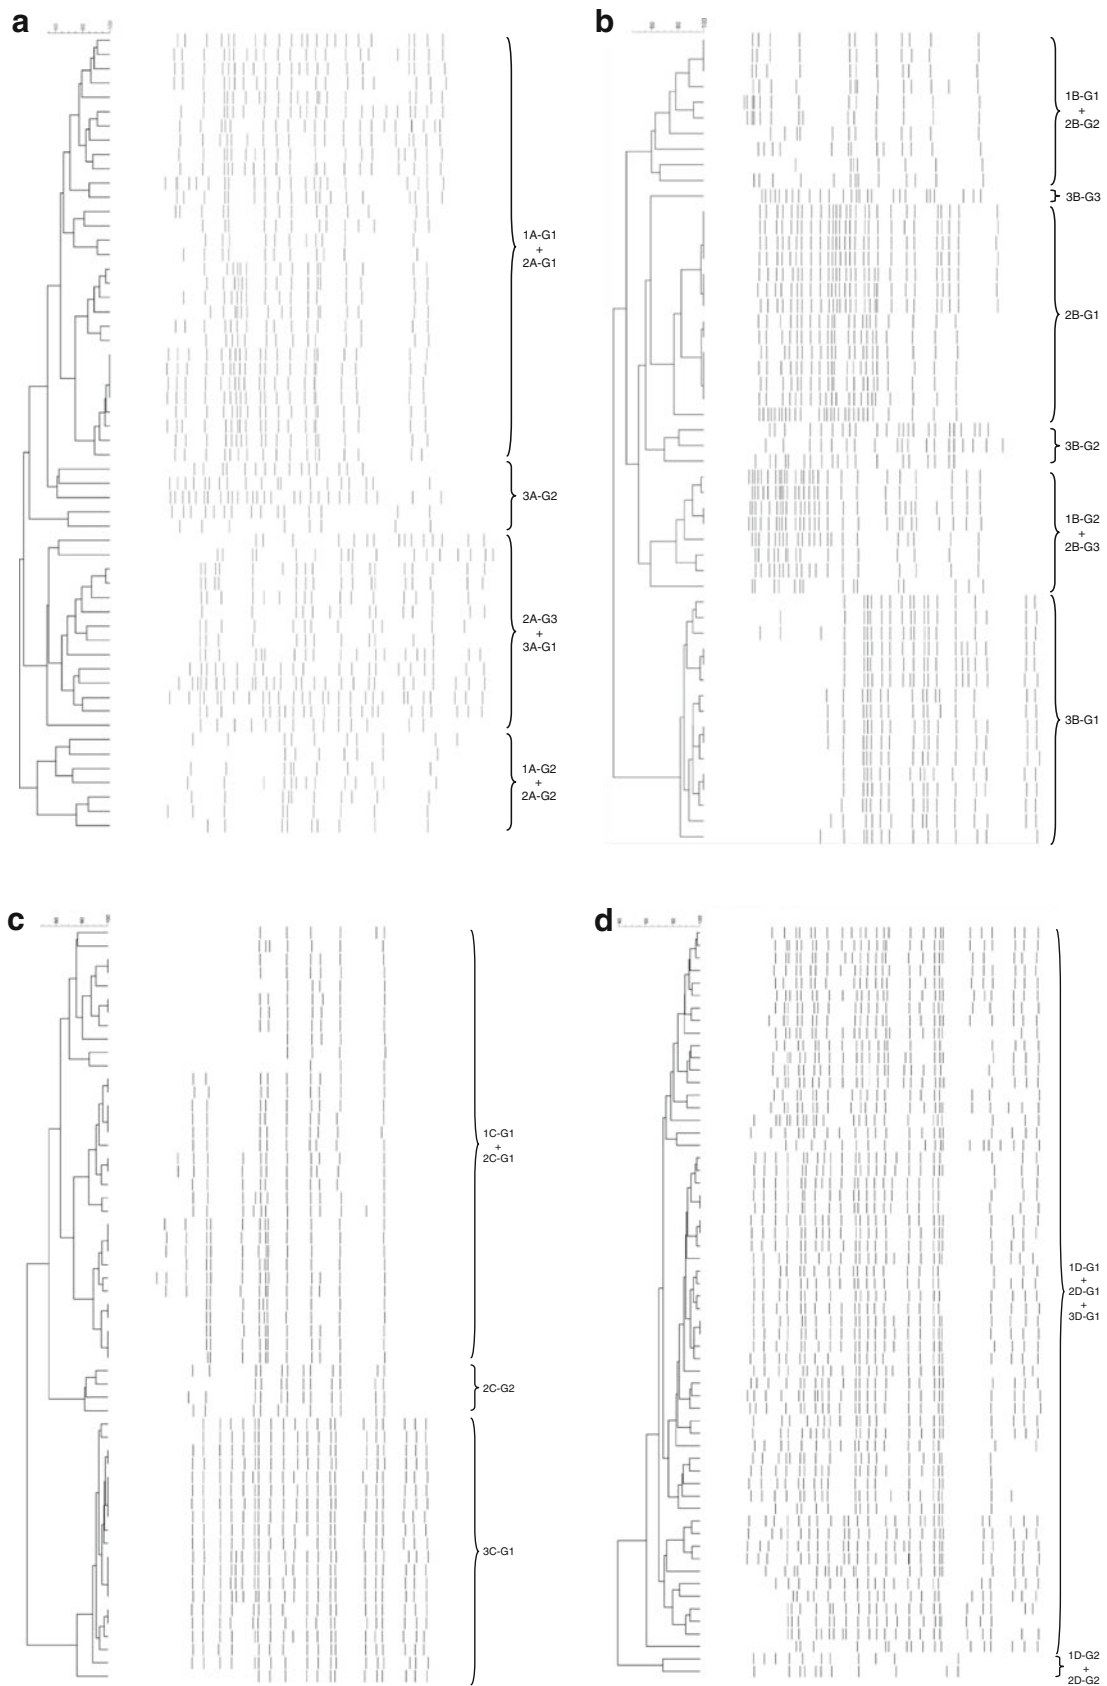 a
1A-G1
+
2A-G1
3A-G2
2A-G3
+
3A-G1
1A-G2
+
2A-G2
b
1B-G1
+
2B-G2
3B-G3
2B-G1
3B-G2
1B-G2
+
2B-G3
3B-G1
c
1C-G1
+
2C-G1
2C-G2
3C-G1
d
1D-G1
+
2D-G1
+
3D-G1
1D-G2
+
2D-G2